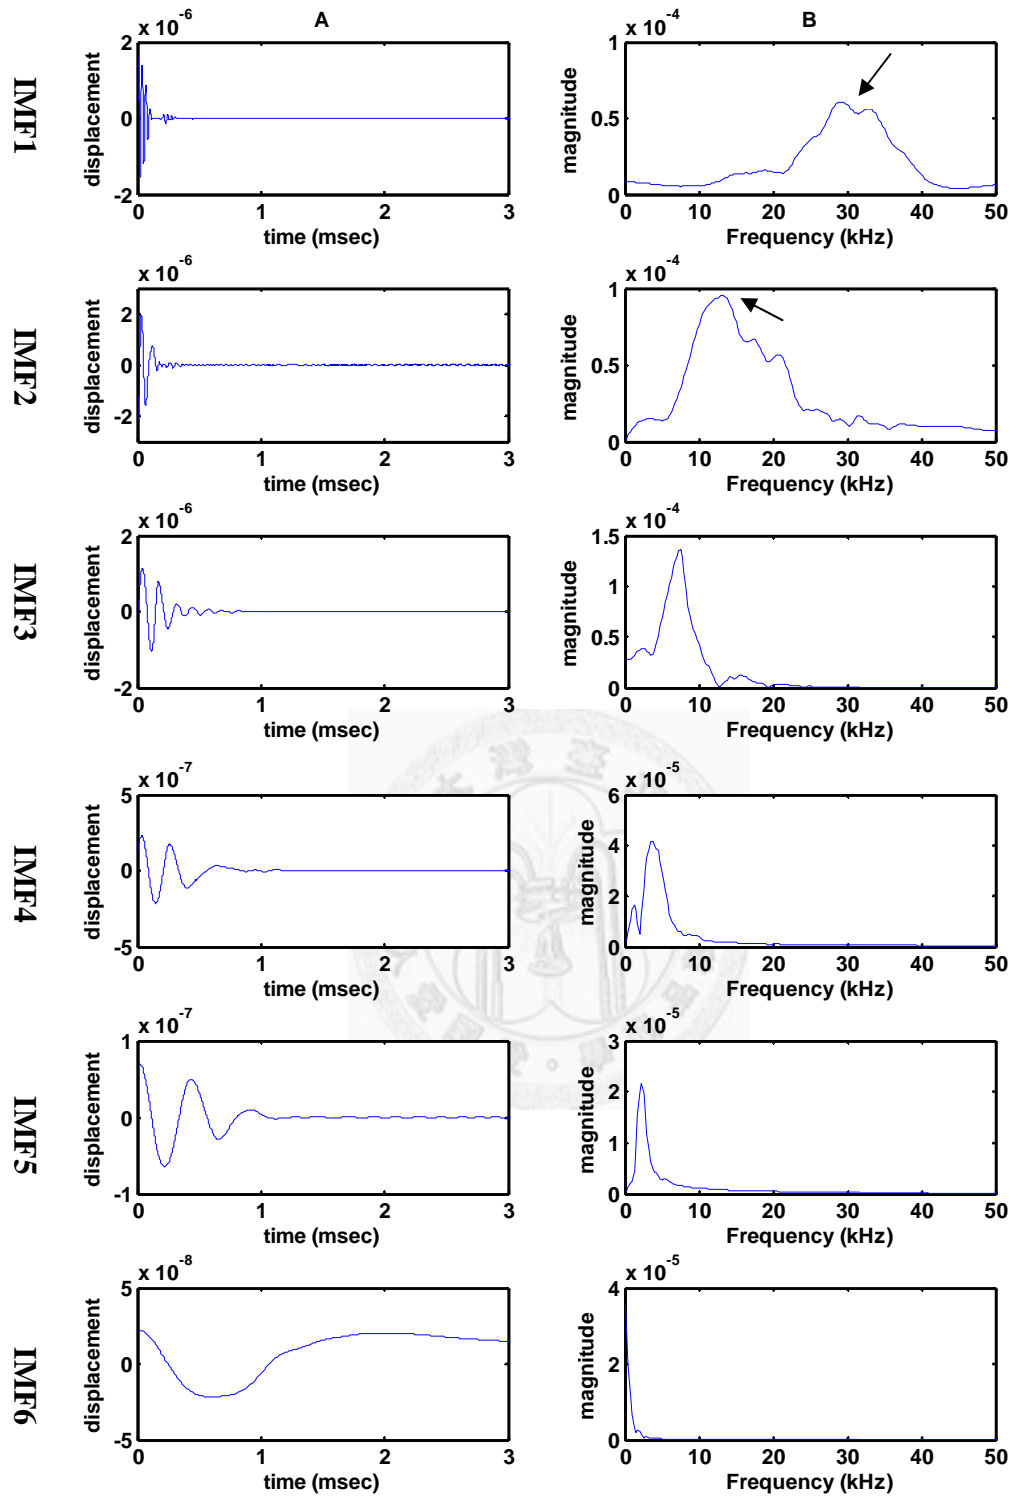 A
B
IMF1
x 10^-6
2
0
-2
displacement
0 1 2 3
time (msec)
x 10^-4
1
0.5
0
magnitude
0 10 20 30 40 50
Frequency (kHz)
IMF2
x 10^-6
2
0
-2
displacement
0 1 2 3
time (msec)
x 10^-4
1
0.5
0
magnitude
0 10 20 30 40 50
Frequency (kHz)
IMF3
x 10^-6
2
0
-2
displacement
0 1 2 3
time (msec)
x 10^-4
1.5
1
0.5
0
magnitude
0 10 20 30 40 50
Frequency (kHz)
IMF4
x 10^-7
5
0
-5
displacement
0 1 2 3
time (msec)
x 10^-5
6
4
2
0
magnitude
0 10 20 30 40 50
Frequency (kHz)
IMF5
x 10^-7
1
0
-1
displacement
0 1 2 3
time (msec)
x 10^-5
3
2
1
0
magnitude
0 10 20 30 40 50
Frequency (kHz)
IMF6
x 10^-8
5
0
-5
displacement
0 1 2 3
time (msec)
x 10^-5
4
2
0
magnitude
0 10 20 30 40 50
Frequency (kHz)